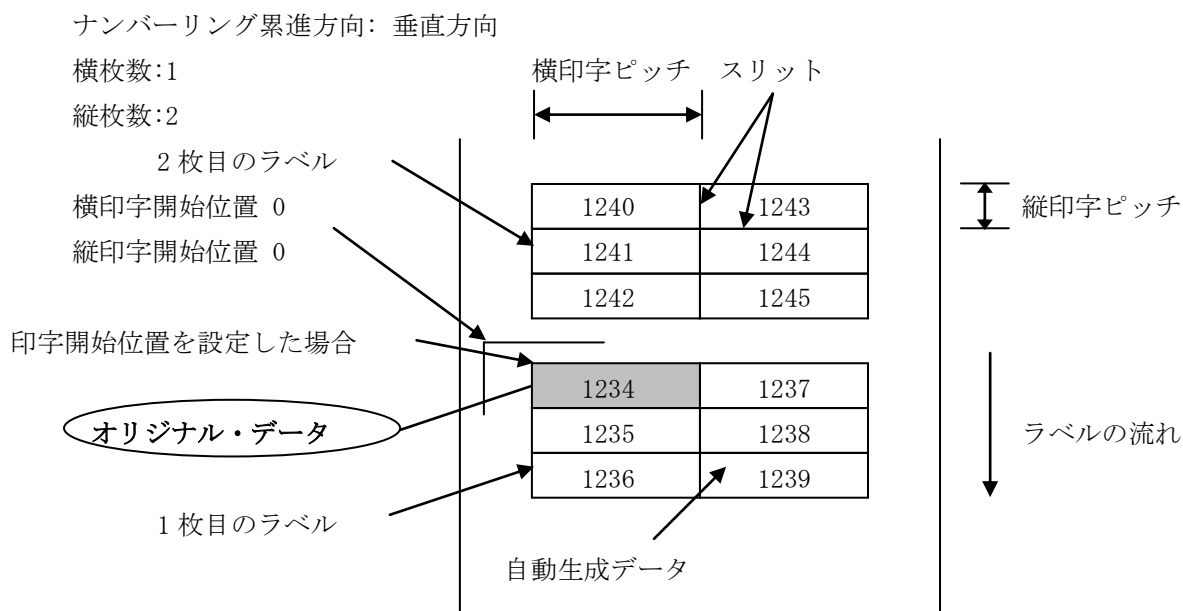 ナンバーリング累進方向: 垂直方向
横枚数:1
横印字ピッチ スリット
縦枚数:2
2 枚目のラベル
横印字開始位置 0
縦印字開始位置 0
1240 1243
1241 1244
1242 1245
縦印字ピッチ
印字開始位置を設定した場合
1234 1237
1235 1238
1236 1239
オリジナル・データ
ラベルの流れ
1 枚目のラベル
自動生成データ